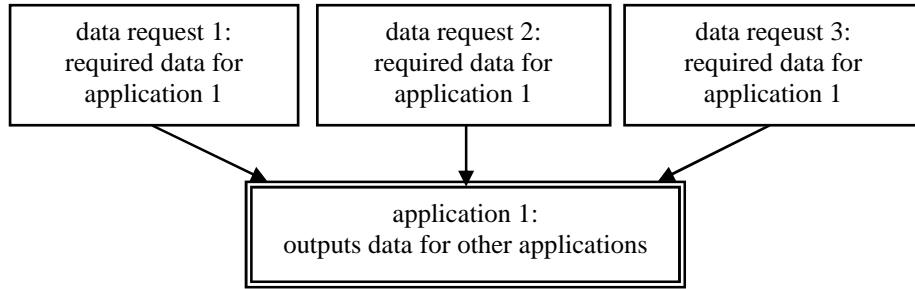 data request 1:
required data for
application 1
data request 2:
required data for
application 1
data reqeust 3:
required data for
application 1
application 1:
outputs data for other applications